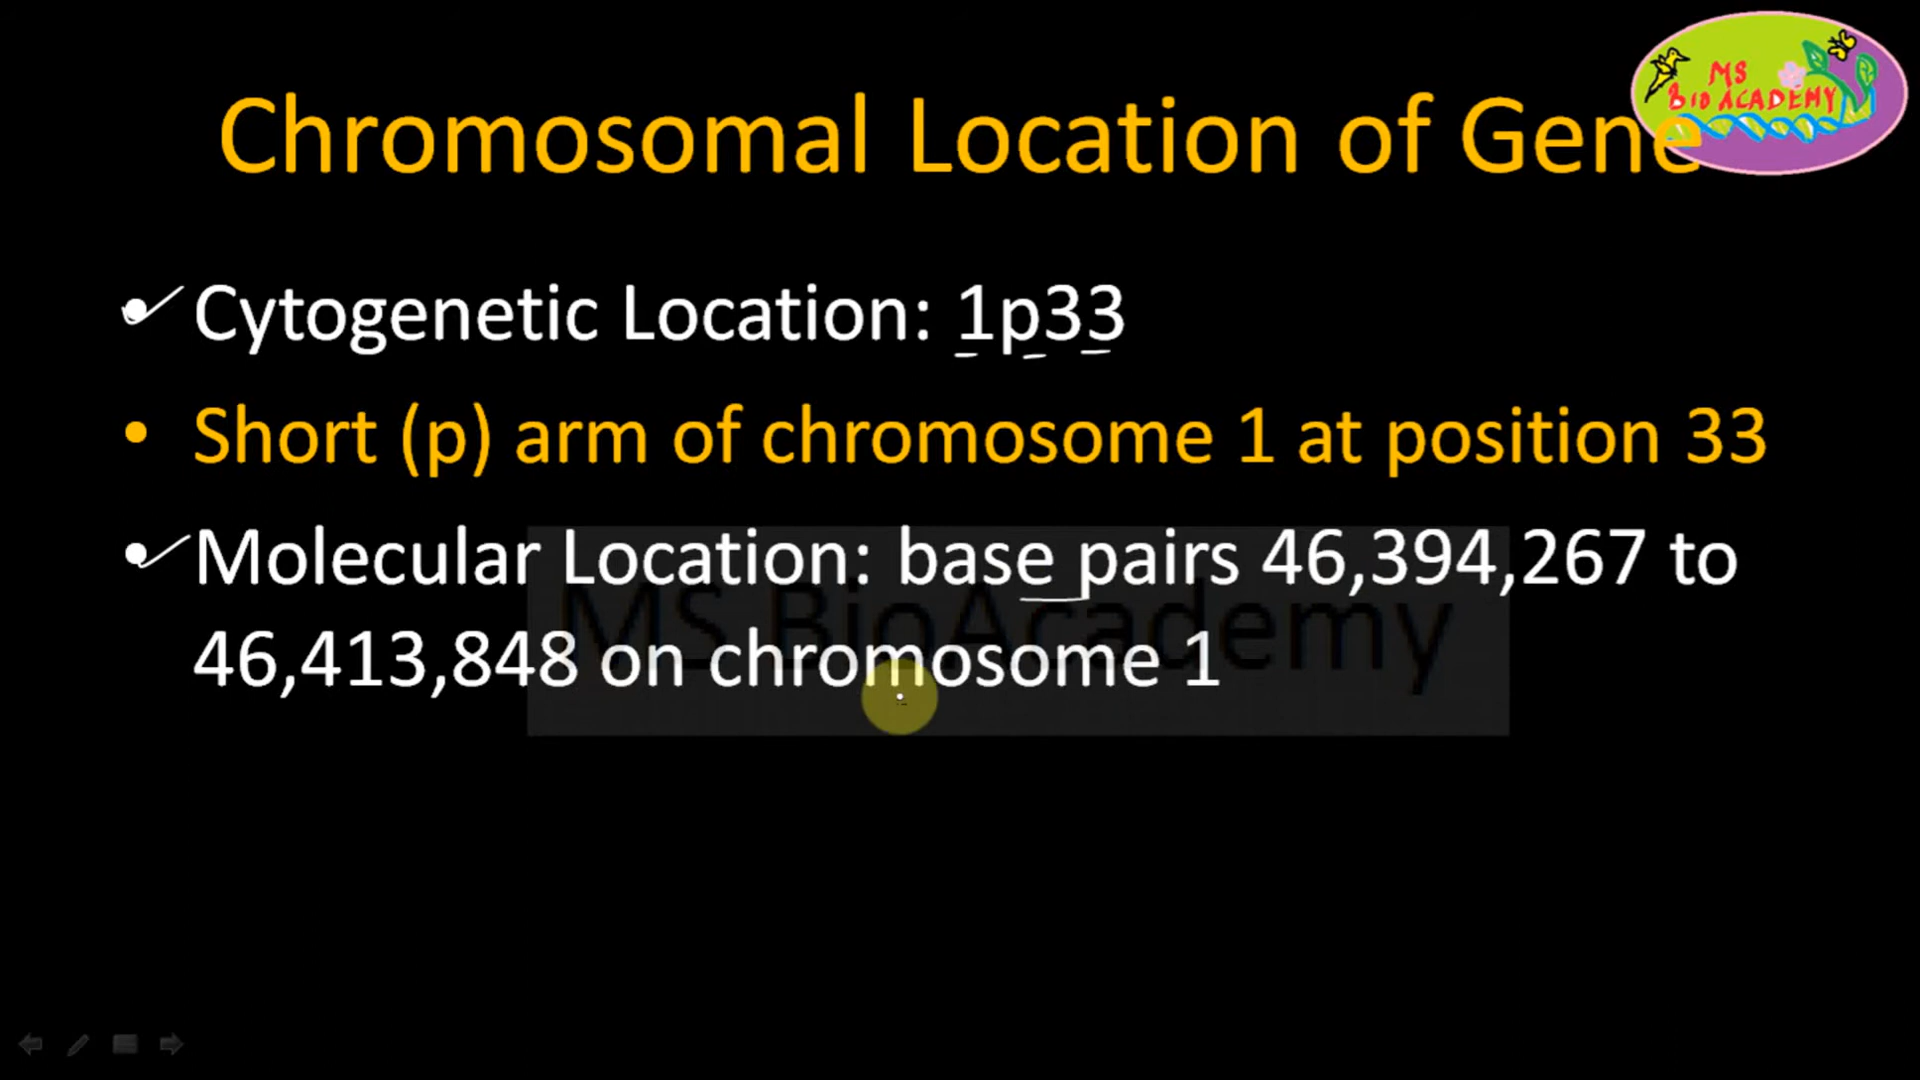 MS
BIO ACADEMY
Chromosomal Location of Gene
• Cytogenetic Location: 1p33
• Short (p) arm of chromosome 1 at position 33
• Molecular Location: base pairs 46,394,267 to
46,413,848 on chromosome 1
MS BioAcademy